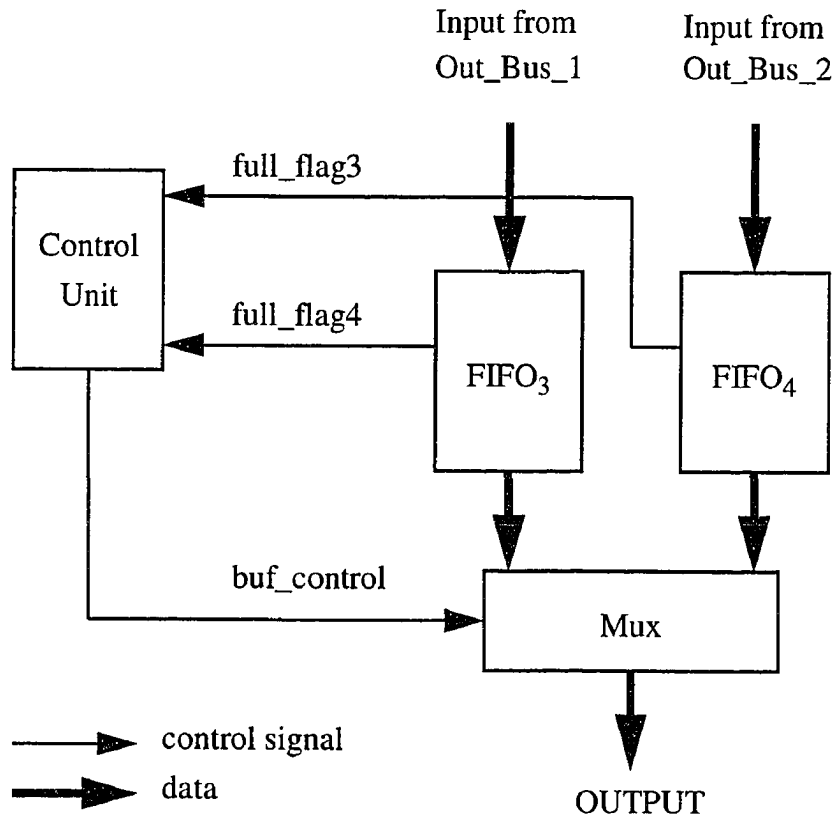 Input from
Out_Bus_1
Input from
Out_Bus_2
full_flag3
Control
Unit
full_flag4
FIFO₃
FIFO₄
buf_control
Mux
control signal
data
OUTPUT